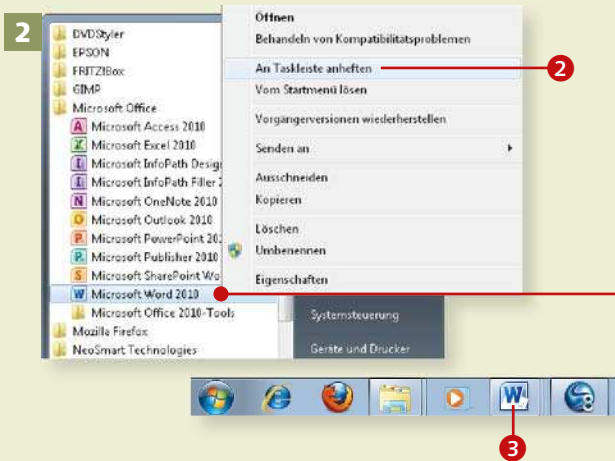 2
DVDStyler
EPSON
FRITZ!Box
GIMP
Microsoft Office
Microsoft Access 2010
Microsoft Excel 2010
Microsoft InfoPath Desig
Microsoft InfoPath Filler 2
Microsoft OneNote 2010
Microsoft Outlook 2010
Microsoft PowerPoint 20
Microsoft Publisher 2010
Microsoft SharePoint Wo
Microsoft Word 2010
Microsoft Office 2010-Tools
Mozilla Firefox
NeoSmart Technologies
Öffnen
Behandeln von Kompatibilitätsproblemen
An Taskleiste anheften
2
Vom Startmenü lösen
Vorgängerversionen wiederherstellen
Senden an
Ausschneiden
Kopieren
Löschen
Umbenennen
Eigenschaften
Systemsteuerung
Geräte und Drucker
3